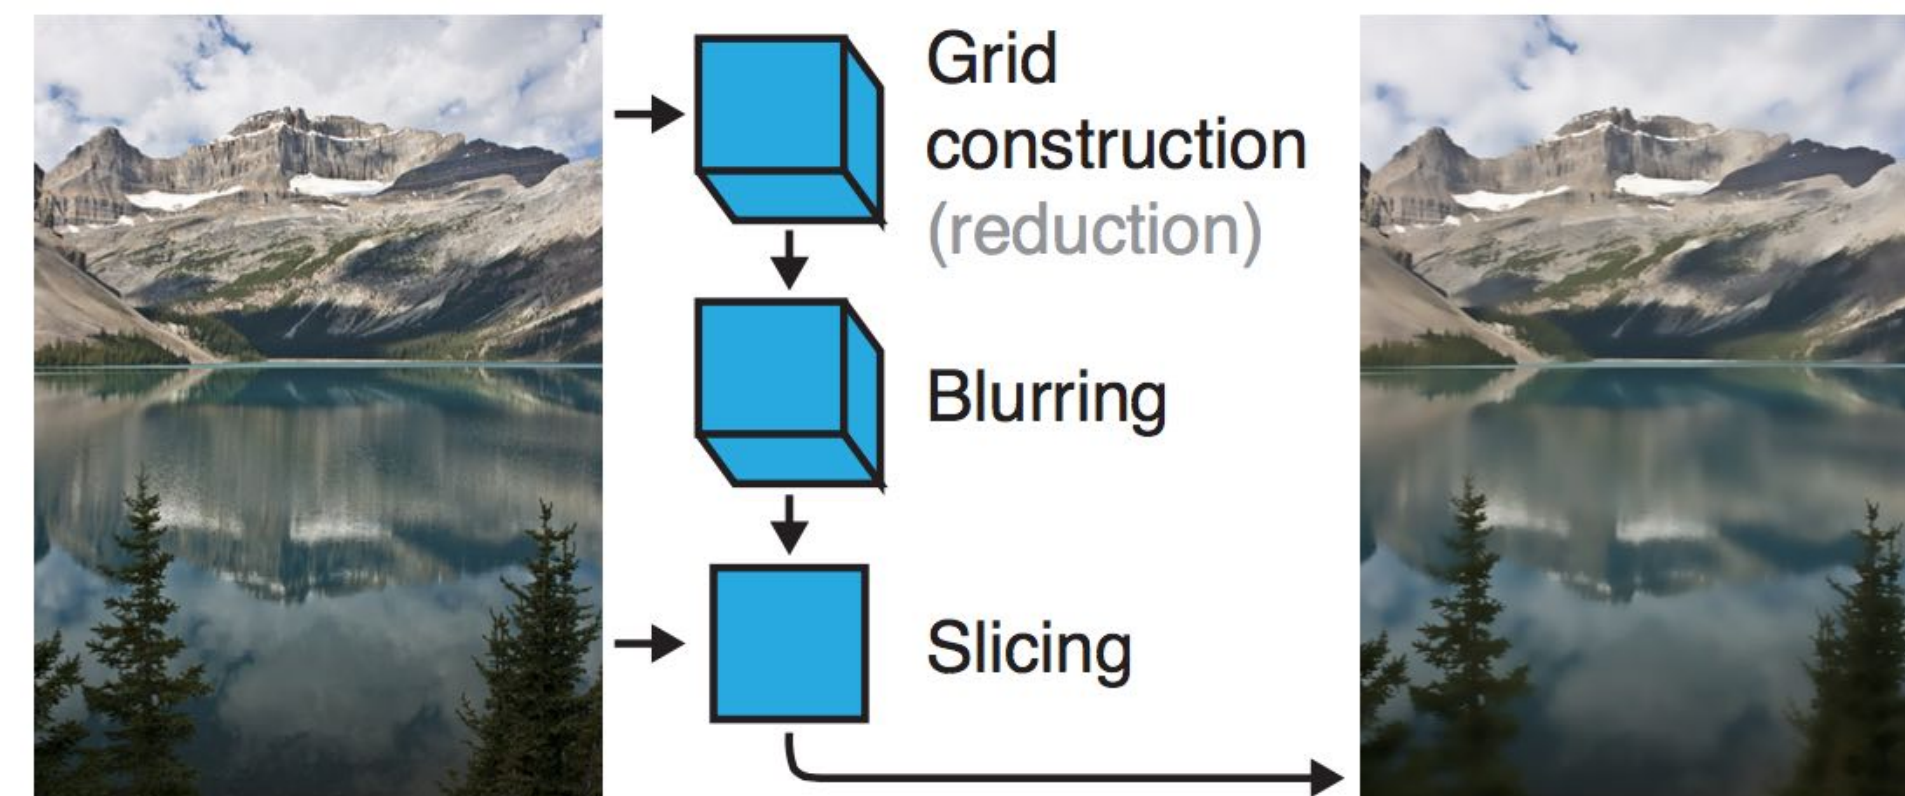 Grid
construction
(reduction)
Blurring
Slicing